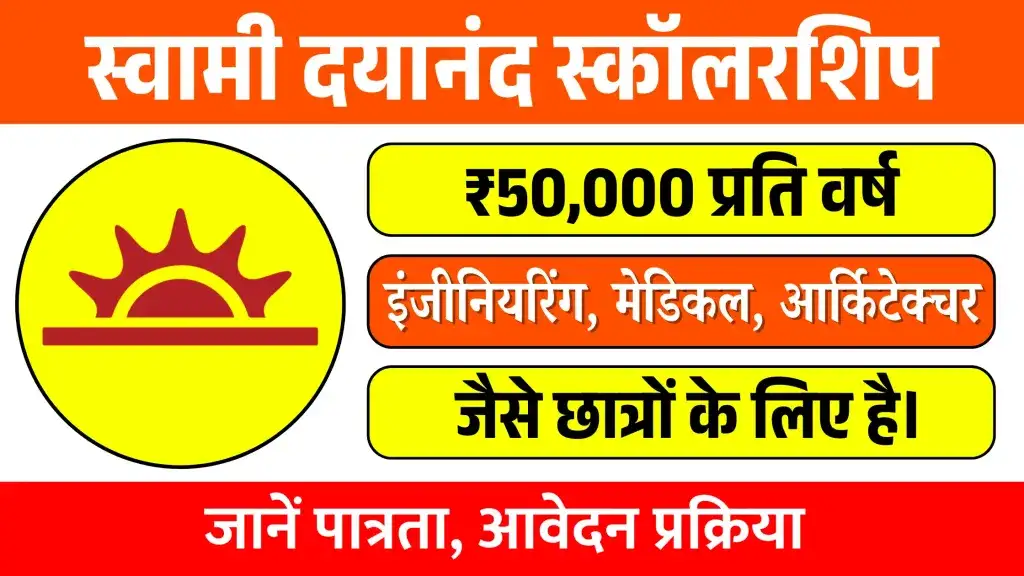 स्वामी दयानंद स्कॉलरशिप
₹50,000 प्रति वर्ष
इंजीनियरिंग, मेडिकल, आर्किटेक्चर
जैसे छात्रों के लिए है।
जानें पात्रता, आवेदन प्रक्रिया